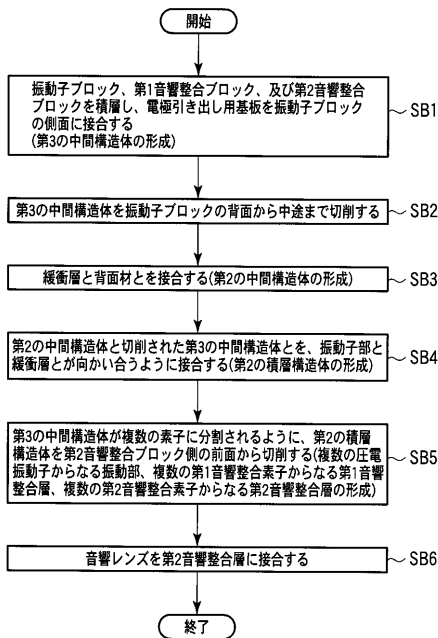 開始
振動子ブロック、第1音響整合ブロック、及び第2音響整合
ブロックを積層し、電極引き出し用基板を振動子ブロック
の側面に接合する
(第3の中間構造体の形成)
SB1
第3の中間構造体を振動子ブロックの背面から中途まで切削する
SB2
緩衝層と背面材とを接合する(第2の中間構造体の形成)
SB3
第2の中間構造体と切削された第3の中間構造体とを、振動子部と
緩衝層とが向かい合うように接合する(第2の積層構造体の形成)
SB4
第3の中間構造体が複数の素子に分割されるように、第2の積層
構造体を第2音響整合ブロック側の前面から切削する(複数の圧電
振動子からなる振動部、複数の第1音響整合素子からなる第1音響
整合層、複数の第2音響整合素子からなる第2音響整合層の形成)
SB5
音響レンズを第2音響整合層に接合する
SB6
終了